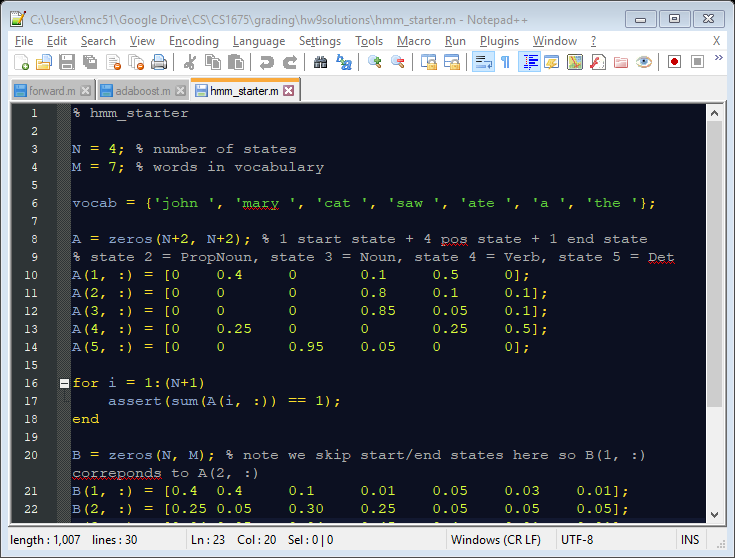 C:\Users\kmc51\Google Drive\CS\CS1675\grading\hw9solutions\hmm_starter.m - Notepad++
File Edit Search View Encoding Language Settings Tools Macro Run Plugins Window ? X
forward.m adaboost.m hmm_starter.m
1 % hmm_starter
2
3 N = 4; % number of states
4 M = 7; % words in vocabulary
5
6 vocab = {'john ', 'mary ', 'cat ', 'saw ', 'ate ', 'a ', 'the '};
7
8 A = zeros(N+2, N+2); % 1 start state + 4 pos state + 1 end state
9 % state 2 = PropNoun, state 3 = Noun, state 4 = Verb, state 5 = Det
10 A(1, :) = [0 0.4 0 0.1 0.5 0];
11 A(2, :) = [0 0 0 0.8 0.1 0.1];
12 A(3, :) = [0 0 0 0.85 0.05 0.1];
13 A(4, :) = [0 0.25 0 0 0.25 0.5];
14 A(5, :) = [0 0 0.95 0.05 0 0];
15
16 for i = 1:(N+1)
17 assert(sum(A(i, :)) == 1);
18 end
19
20 B = zeros(N, M); % note we skip start/end states here so B(1, :)
correponds to A(2, :)
21 B(1, :) = [0.4 0.4 0.1 0.01 0.05 0.03 0.01];
22 B(2, :) = [0.25 0.05 0.30 0.25 0.05 0.05 0.05];
length : 1,007 lines : 30 Ln : 23 Col : 20 Sel : 0 | 0 Windows (CR LF) UTF-8 INS